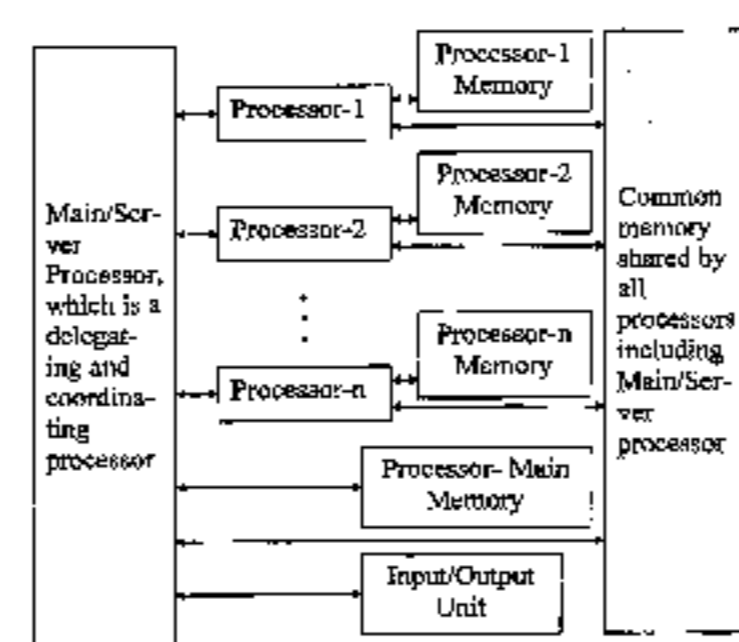 Main/Ser-
ver
Processor,
which is a
delegat-
ing and
coordina-
ting
processor
Processor-1
Processor-1
Memory
Processor-2
Processor-2
Memory
Processor-n
Processor-n
Memory
Processor- Main
Memory
Input/Output
Unit
Common
memory
shared by
all
processors
including
Main/Ser-
ver
processor